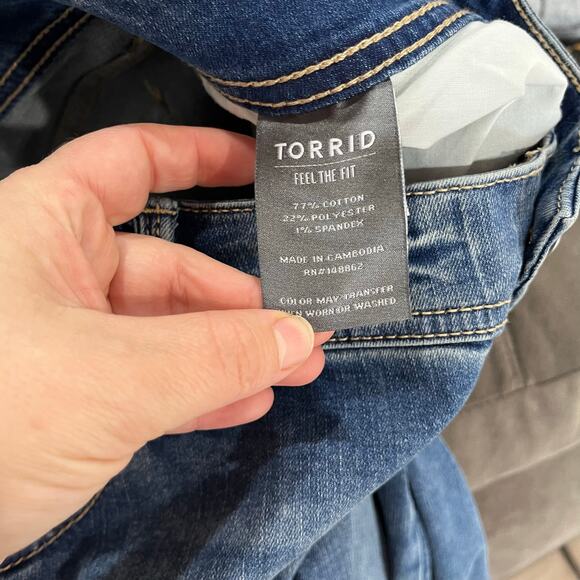 TORRID
FEEL THE FIT
77% COTTON
22% POLYESTER
1% SPANDEX
MADE IN CAMBODIA
RN#148862
COLOR MAY TRANSFER
WORN OR WASHED